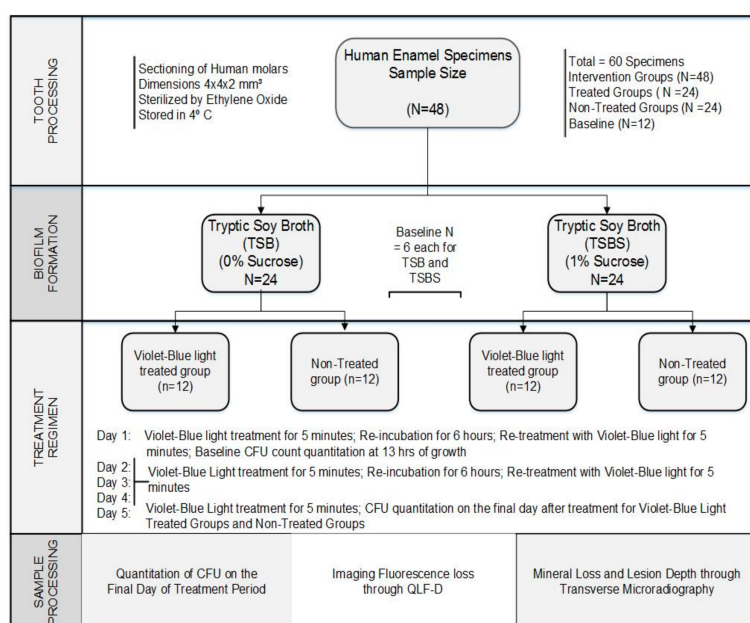 TOOTH
PROCESSING
Sectioning of Human molars
Dimensions 4x4x2 mm³
Sterilized by Ethylene Oxide
Stored in 4º C
Human Enamel Specimens
Sample Size
(N=48)
Total = 60 Specimens
Intervention Groups (N=48)
Treated Groups ( N =24)
Non-Treated Groups (N=24)
Baseline (N=12)
BIOFILM
FORMATION
Tryptic Soy Broth
(TSB)
(0% Sucrose)
N=24
Baseline N
= 6 each for
TSB and
TSBS
Tryptic Soy Broth
(TSBS)
(1% Sucrose)
N=24
TREATMENT
REGIMEN
Violet-Blue light
treated group
(n=12)
Non-Treated
group (n=12)
Violet-Blue light
treated group
(n=12)
Non-Treated
group (n=12)
Day 1: Violet-Blue light treatment for 5 minutes; Re-incubation for 6 hours; Re-treatment with Violet-Blue light for 5
minutes; Baseline CFU count quantitation at 13 hrs of growth
Day 2:
Day 3:
Day 4:
Violet-Blue Light treatment for 5 minutes; Re-incubation for 6 hours; Re-treatment with Violet-Blue light for 5
minutes
Day 5: Violet-Blue Light treatment for 5 minutes; CFU quantitation on the final day after treatment for Violet-Blue Light
Treated Groups and Non-Treated Groups
SAMPLE
PROCESSING
Quantitation of CFU on the
Final Day of Treatment Period
Imaging Fluorescence loss
through QLF-D
Mineral Loss and Lesion Depth through
Transverse Microradiography